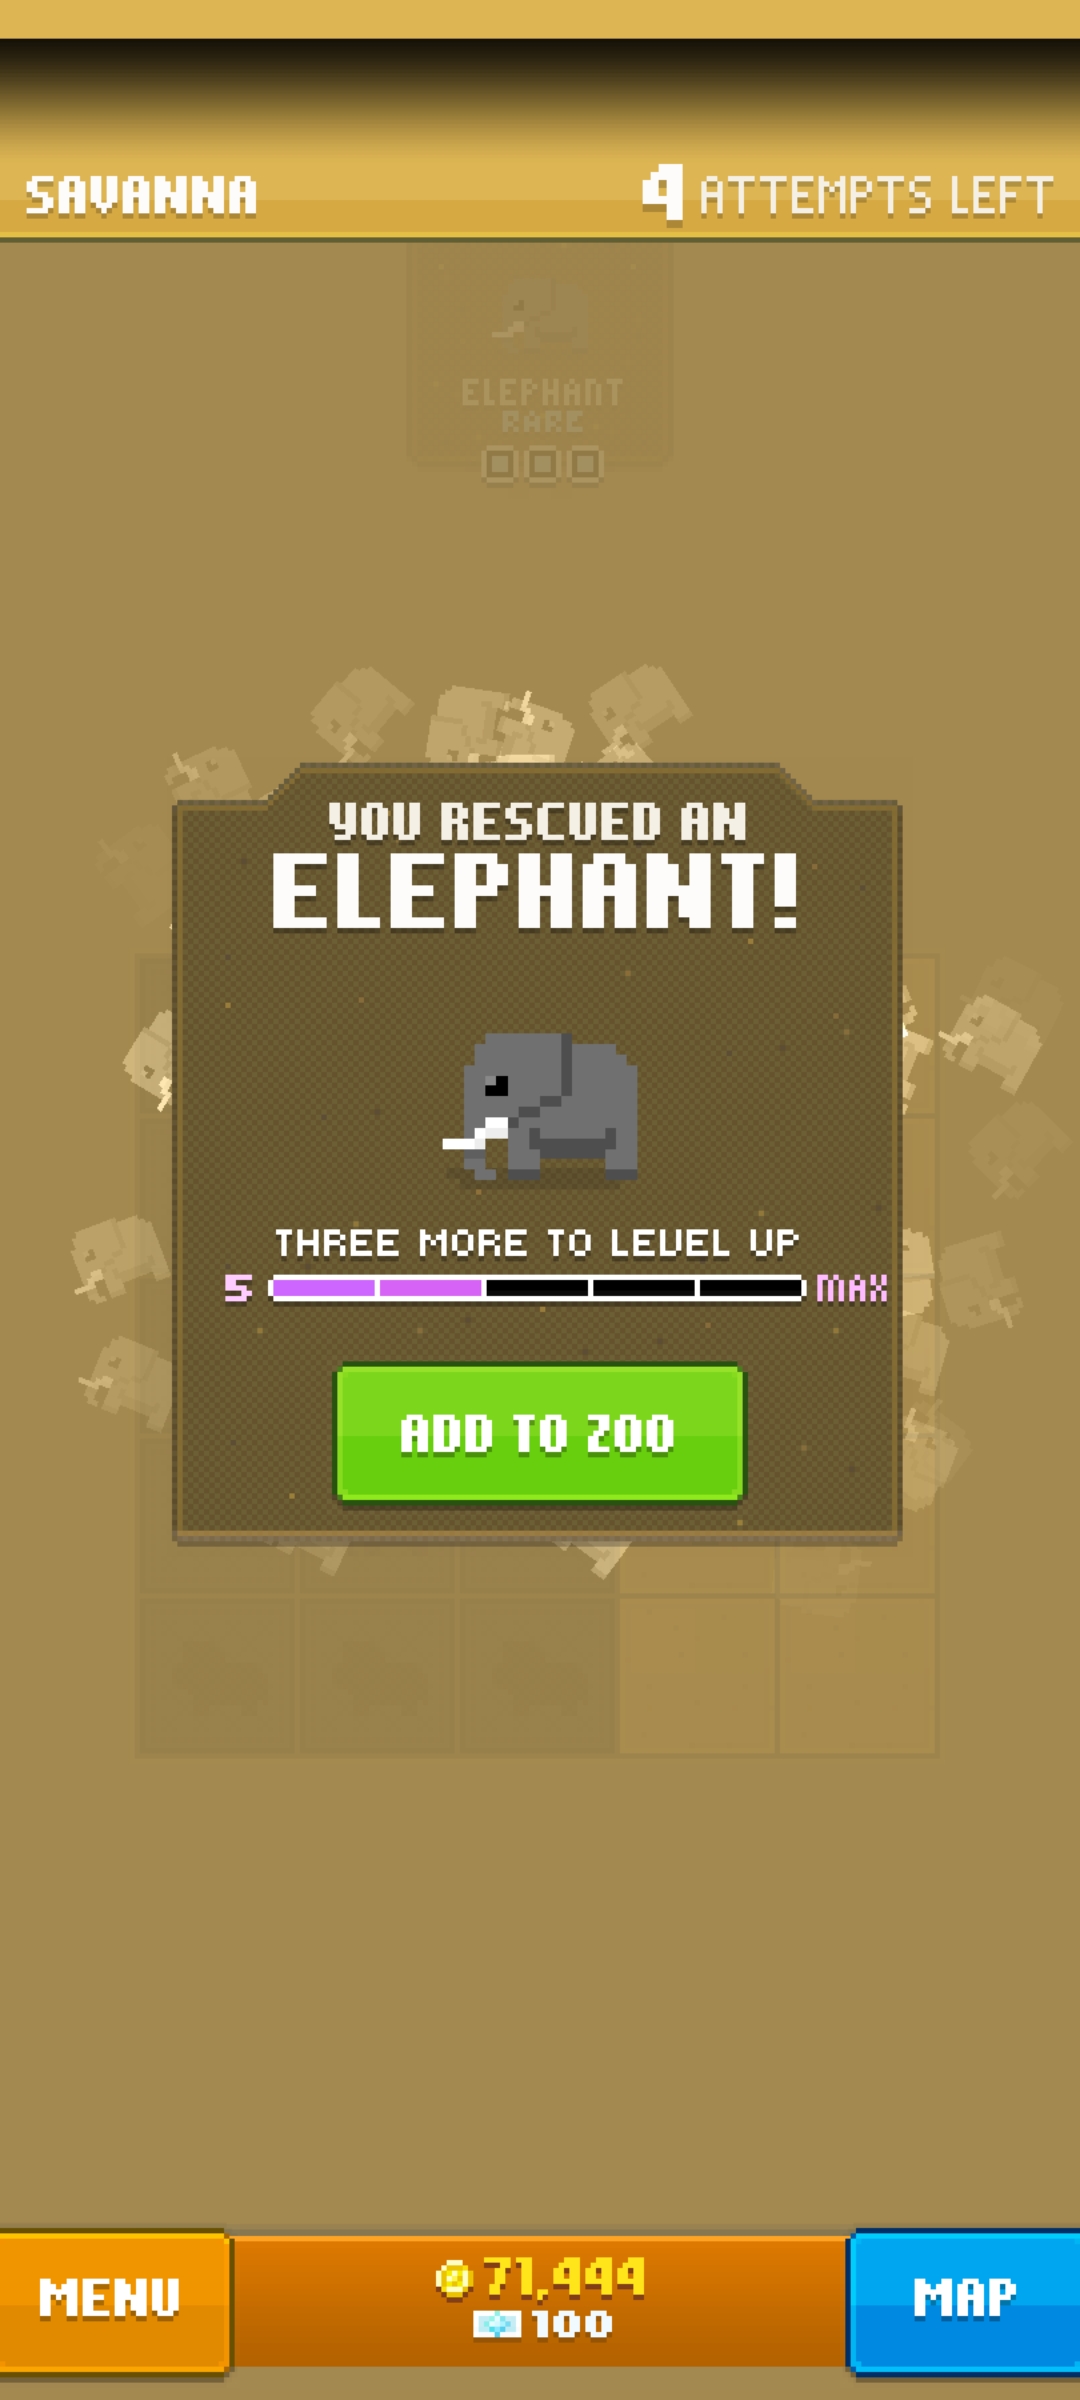 SAVANNA
4 ATTEMPTS LEFT
ELEPHANT
RARE
YOU RESCUED AN
ELEPHANT!
THREE MORE TO LEVEL UP
5 MAX
ADD TO ZOO
MENU
71,444
100
MAP